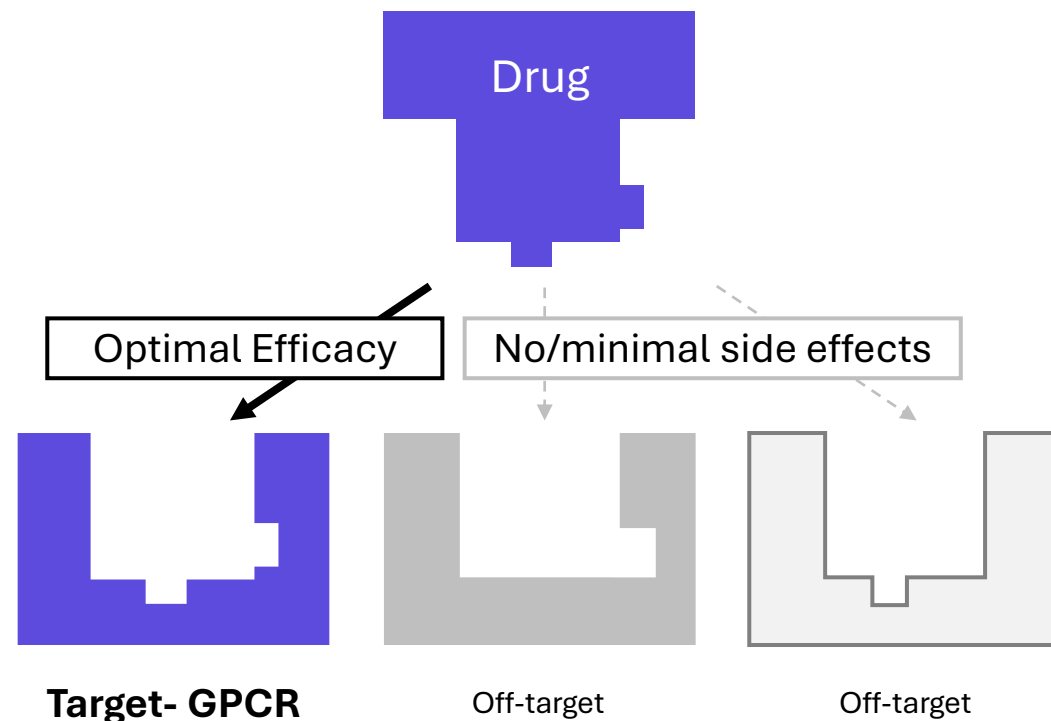 Drug
Optimal Efficacy
No/minimal side effects
Target- GPCR
Off-target
Off-target